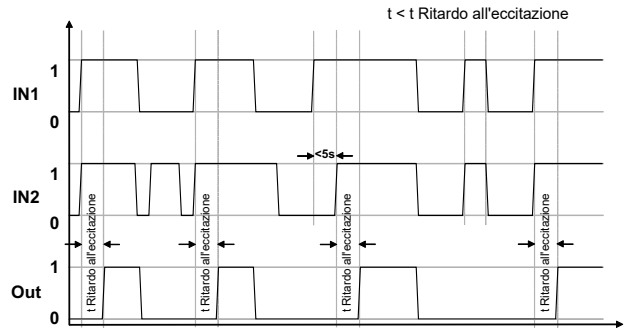 t < t Ritardo all'eccitazione
1
IN1
0
<5s
1
IN2
0
t Ritardo all'eccitazione
t Ritardo all'eccitazione
t Ritardo all'eccitazione
t Ritardo all'eccitazione
1
Out
0